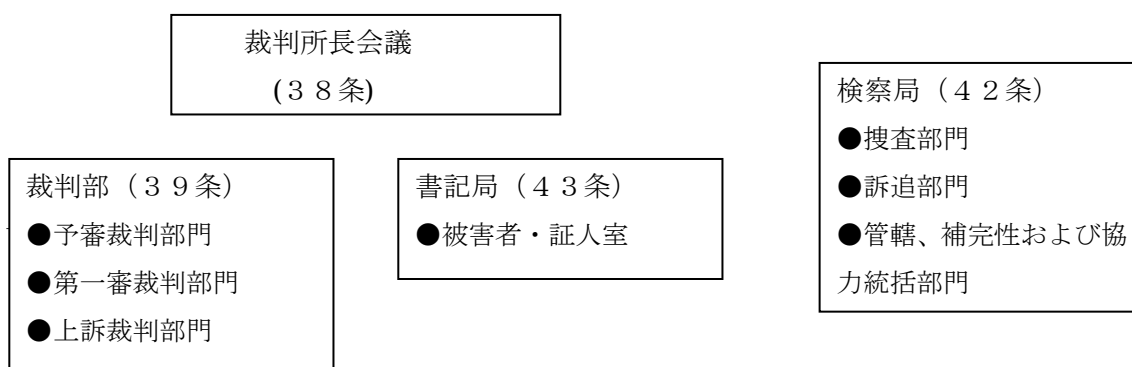 裁判所長会議
(３８条)
検察局（４２条）
●捜査部門
●訴追部門
●管轄、補完性および協
力統括部門
裁判部（３９条）
●予審裁判部門
●第一審裁判部門
●上訴裁判部門
書記局（４３条）
●被害者・証人室